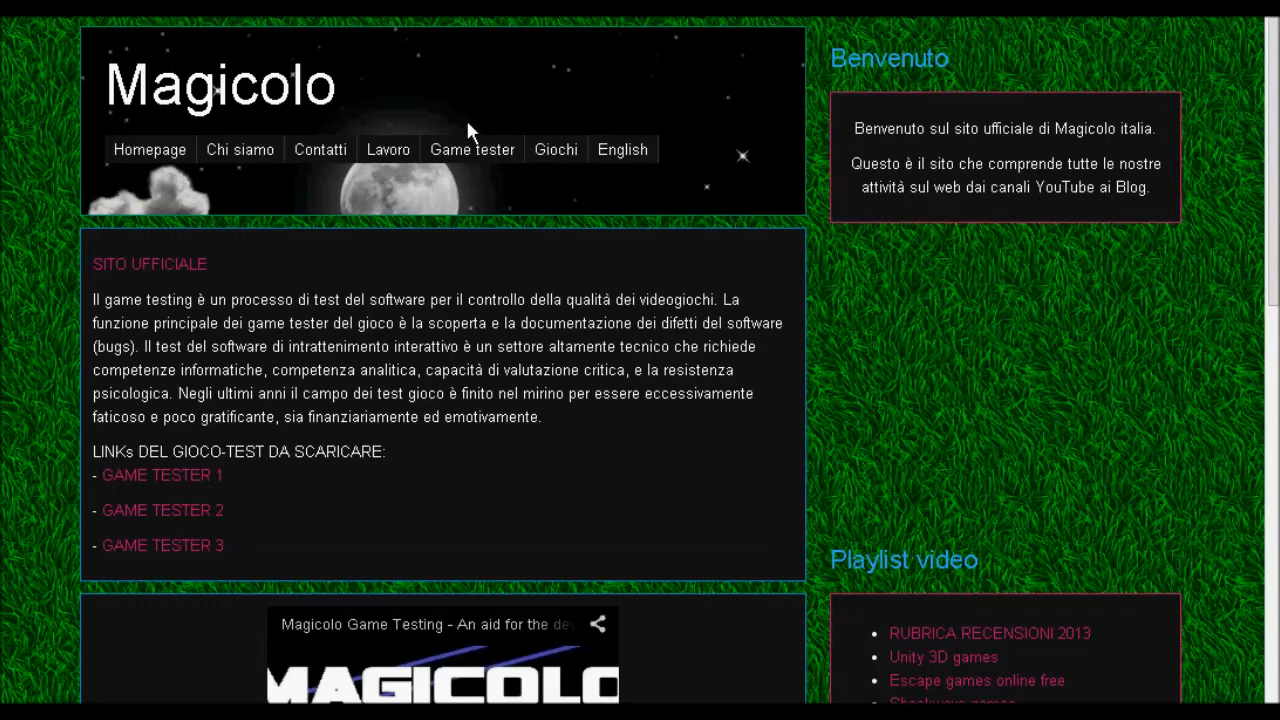 Magicolo
Homepage Chi siamo Contatti Lavoro Game tester Giochi English
SITO UFFICIALE
Il game testing è un processo di test del software per il controllo della qualità dei videogiochi. La
funzione principale dei game tester del gioco è la scoperta e la documentazione dei difetti del software
(bugs). Il test del software di intrattenimento interattivo è un settore altamente tecnico che richiede
competenze informatiche, competenza analitica, capacità di valutazione critica, e la resistenza
psicologica. Negli ultimi anni il campo dei test gioco è finito nel mirino per essere eccessivamente
faticoso e poco gratificante, sia finanziariamente ed emotivamente.
LINKs DEL GIOCO-TEST DA SCARICARE:
- GAME TESTER 1
- GAME TESTER 2
- GAME TESTER 3
Magicolo Game Testing - An aid for the de
MAGICOLO
Benvenuto
Benvenuto sul sito ufficiale di Magicolo italia.
Questo è il sito che comprende tutte le nostre
attività sul web dai canali YouTube ai Blog.
Playlist video
• RUBRICA RECENSIONI 2013
• Unity 3D games
• Escape games online free